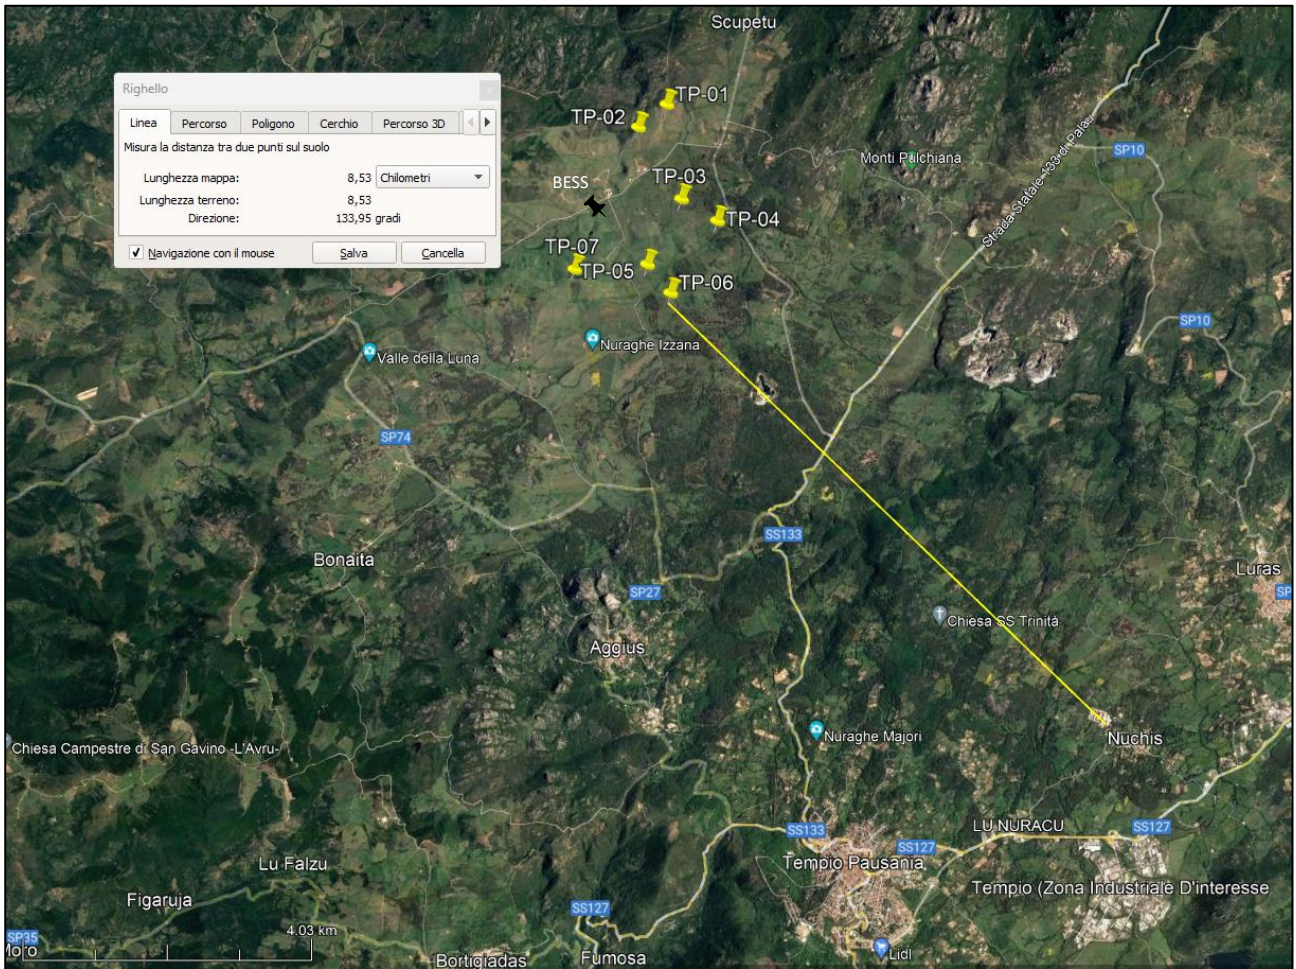 Scupetu
Righello
TP-01
TP-02
Linea Percorso Poligono Cerchio Percorso 3D
Misura la distanza tra due punti sul suolo
Lunghezza mappa: 8,53 Chilometri
Lunghezza terreno: 8,53
Direzione: 133,95 gradi
Navigazione con il mouse Salva Cancella
Strada Statale 133 di Palau
SP10
Monti Pulchiana
BESS
TP-03
TP-04
TP-07
TP-05
TP-06
SP10
Nuraghe Izzana
Valle della Luna
SP74
SS133
Bonaita
Luras
SP27
SP
Chiesa SS Trinità
Aggius
Nuraghe Majori
Nuchis
Chiesa Campestre di San Gavino -L'Avru-
LU NURACU
SS133
SS127
SS127
Tempio Pausania
Lu Falzu
Tempio (Zona Industriale D'interesse
Figaruja
SS127
4.03 km
SP35
Moro
Lidl
Bortigiadas
Fumosa